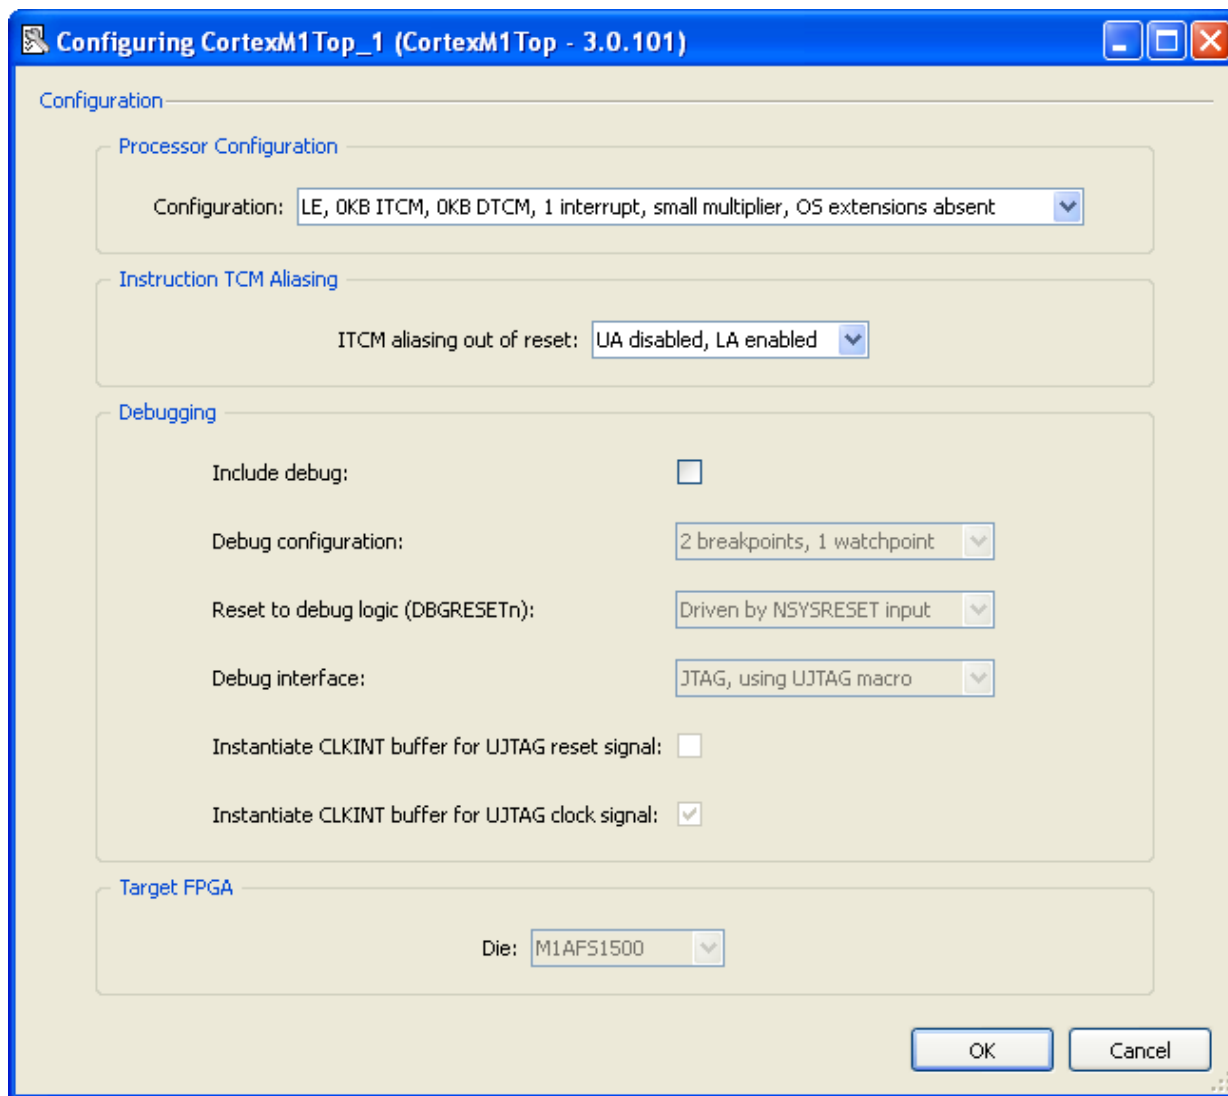 Configuring CortexM1Top_1 (CortexM1Top - 3.0.101)
Configuration
Processor Configuration
Configuration: LE, 0KB ITCM, 0KB DTCM, 1 interrupt, small multiplier, OS extensions absent
Instruction TCM Aliasing
ITCM aliasing out of reset: UA disabled, LA enabled
Debugging
Include debug:
Debug configuration: 2 breakpoints, 1 watchpoint
Reset to debug logic (DBGRESETn): Driven by NSYSRESET input
Debug interface: JTAG, using UJTAG macro
Instantiate CLKINT buffer for UJTAG reset signal:
Instantiate CLKINT buffer for UJTAG clock signal:
Target FPGA
Die: M1AFS1500
OK Cancel